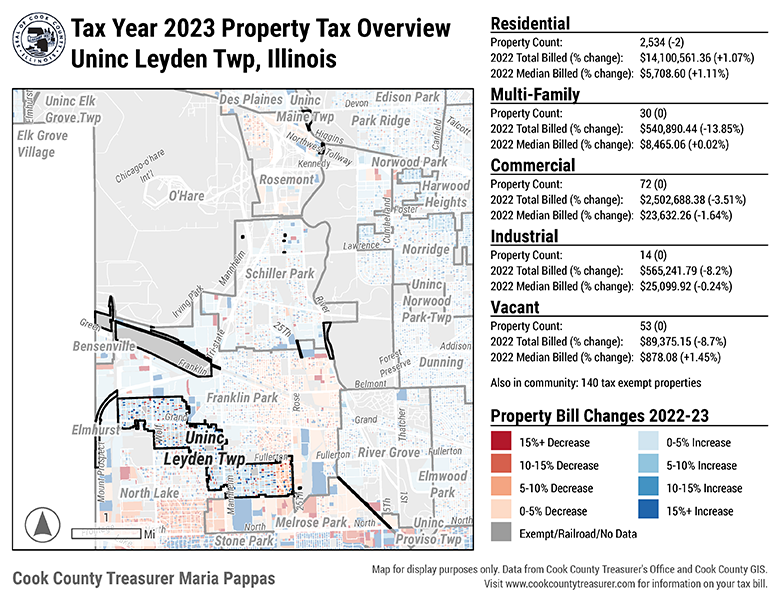 SEAL OF COOK COUNTY ILLINOIS
Tax Year 2023 Property Tax Overview
Uninc Leyden Twp, Illinois
Residential
Property Count: 2,534 (-2)
2022 Total Billed (% change): $14,100,561.36 (+1.07%)
2022 Median Billed (% change): $5,708.60 (+1.11%)
Multi-Family
Property Count: 30 (0)
2022 Total Billed (% change): $540,890.44 (-13.85%)
2022 Median Billed (% change): $8,465.06 (+0.02%)
Commercial
Property Count: 72 (0)
2022 Total Billed (% change): $2,502,688.38 (-3.51%)
2022 Median Billed (% change): $23,632.26 (-1.64%)
Industrial
Property Count: 14 (0)
2022 Total Billed (% change): $565,241.79 (-8.2%)
2022 Median Billed (% change): $25,099.92 (-0.24%)
Vacant
Property Count: 53 (0)
2022 Total Billed (% change): $89,375.15 (-8.7%)
2022 Median Billed (% change): $878.08 (+1.45%)
Also in community: 140 tax exempt properties
Property Bill Changes 2022-23
15%+ Decrease
10-15% Decrease
5-10% Decrease
0-5% Decrease
Exempt/Railroad/No Data
0-5% Increase
5-10% Increase
10-15% Increase
15%+ Increase
Elmhurst
Uninc Elk
Grove Twp
Elk Grove
Village
Des Plaines
Uninc
Maine Twp
Devon
Edison Park
Park Ridge
Talcott
Canfield
Higgins
Northwest Tollway
Kennedy
Norwood Park
Chicago-o'hare
Int'l
O'Hare
Rosemont
Harwood
Heights
Cumberland
Foster
Lawrence
Norridge
Mannheim
Schiller Park
Irving Park
River
Uninc
Norwood
Park-Twp
Green
Bensenville
Franklin
Tri-state
25Th
Addison
Forest
Preserve
Dunning
Belmont
Franklin Park
Rose
Grand
Thatcher
Elmhurst
Grand
Wolf
Uninc
Leyden Twp
Fullerton
Fullerton
River Grove
Fullerton
Mount Prospect
North Lake
Mannheim
25Th
5Th
1St
Elmwood
Park
North
Melrose Park
North
Uninc
Proviso Twp
North
Stone Park
1
Mi
Cook County Treasurer Maria Pappas
Map for display purposes only. Data from Cook County Treasurer's Office and Cook County GIS.
Visit www.cookcountytreasurer.com for information on your tax bill.